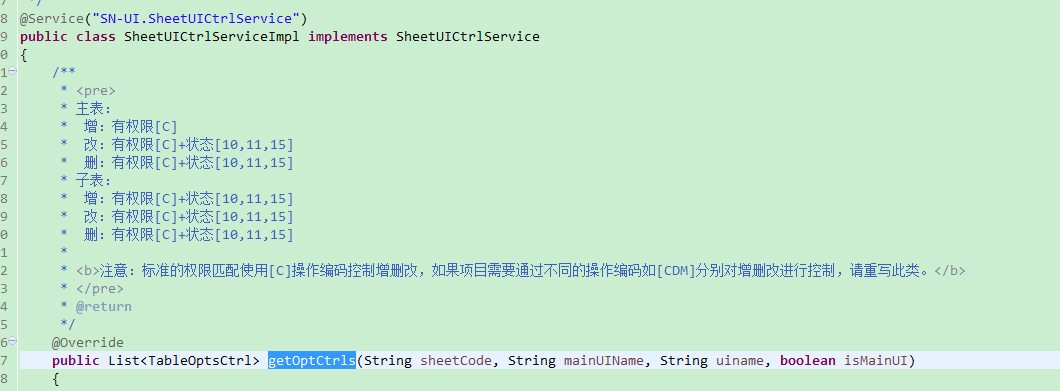 */
8 @Service("SN-UI.SheetUICtrlService")
9 public class SheetUICtrlServiceImpl implements SheetUICtrlService
0 {
1 /**
2 * <pre>
3 * 主表：
4 * 增：有权限[C]
5 * 改：有权限[C]+状态[10,11,15]
6 * 删：有权限[C]+状态[10,11,15]
7 * 子表：
8 * 增：有权限[C]+状态[10,11,15]
9 * 改：有权限[C]+状态[10,11,15]
0 * 删：有权限[C]+状态[10,11,15]
1 *
2 * <b>注意：标准的权限匹配使用[C]操作编码控制增删改，如果项目需要通过不同的操作编码如[CDM]分别对增删改进行控制，请重写此类。</b>
3 * </pre>
4 * @return
5 */
6 @Override
7 public List<TableOptsCtrl> getOptCtrls(String sheetCode, String mainUIName, String uiname, boolean isMainUI)
8 {